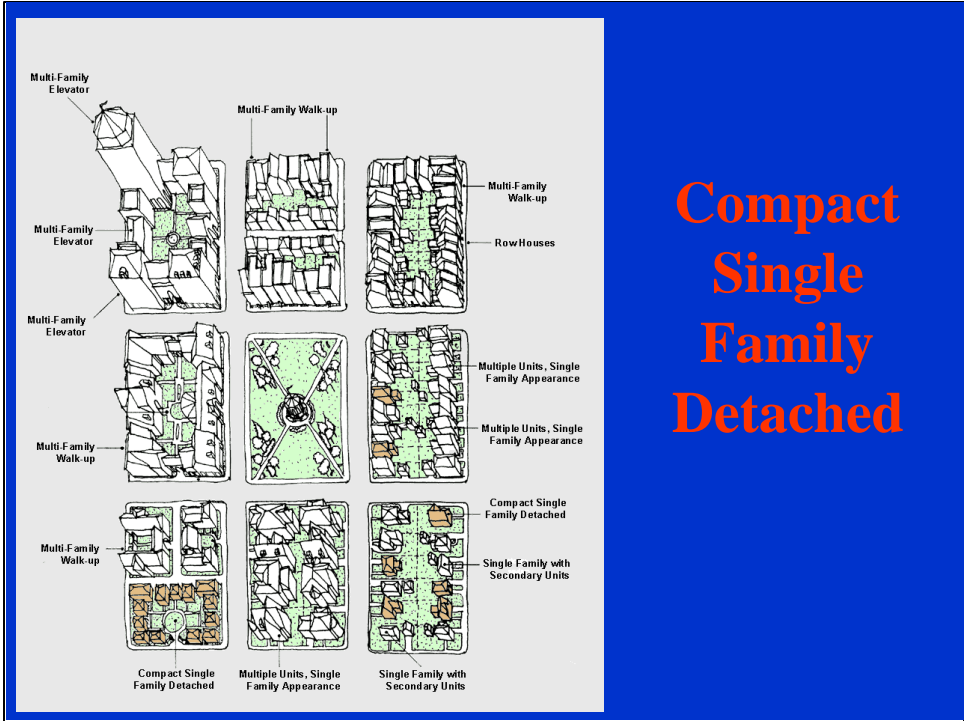 Multi-Family
Elevator
Multi-Family Walk-up
Multi-Family
Walk-up
Multi-Family
Elevator
Row Houses
Multi-Family
Elevator
Multiple Units, Single
Family Appearance
Multiple Units, Single
Family Appearance
Multi-Family
Walk-up
Compact Single
Family Detached
Multi-Family
Walk-up
Single Family with
Secondary Units
Compact Single
Family Detached
Multiple Units, Single
Family Appearance
Single Family with
Secondary Units
Compact
Single
Family
Detached